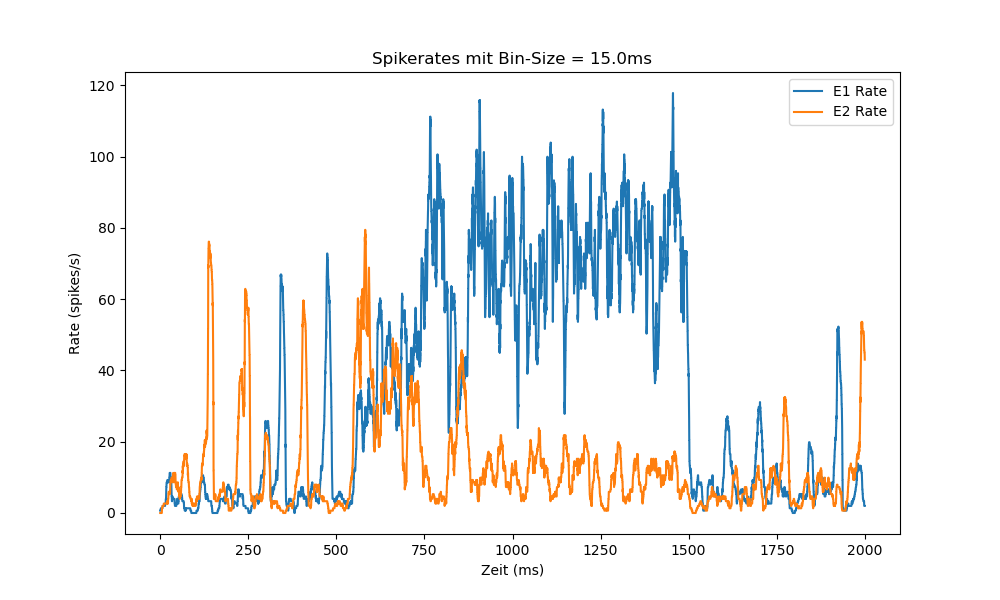 Spikerates mit Bin-Size = 15.0ms
E1 Rate
E2 Rate
Rate (spikes/s)
120
100
80
60
40
20
0
0 250 500 750 1000 1250 1500 1750 2000
Zeit (ms)